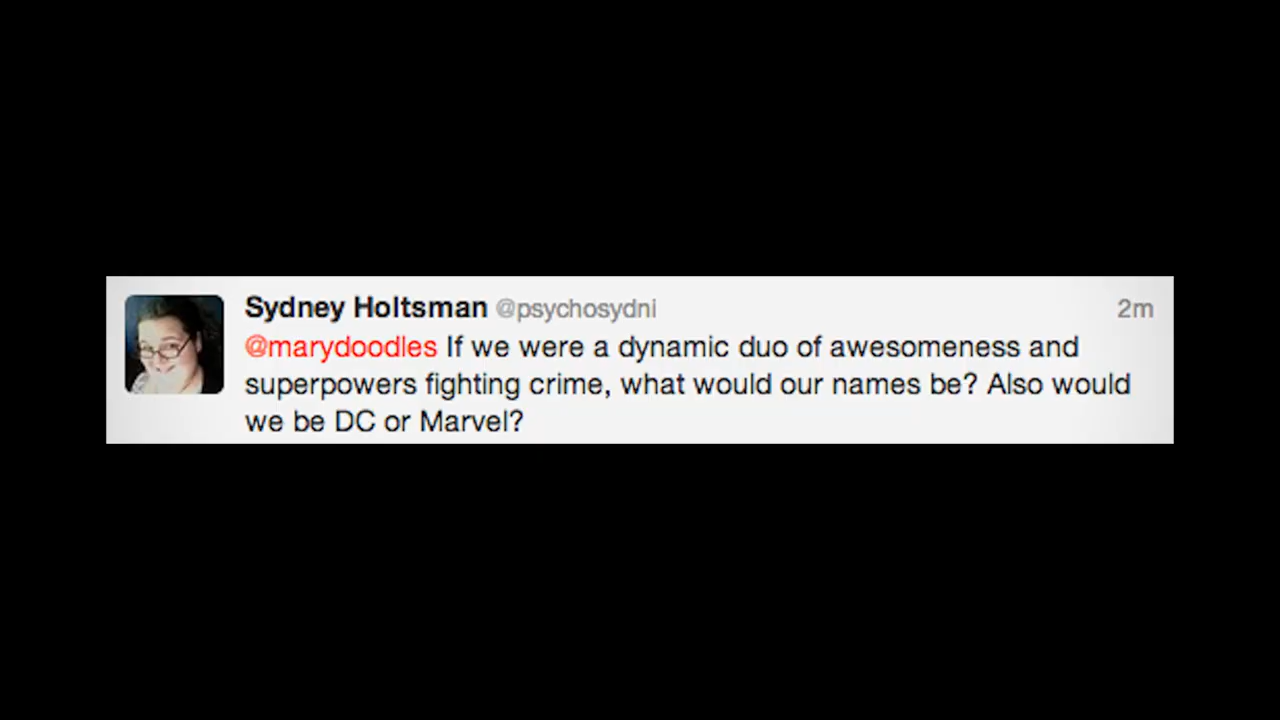 Sydney Holtsman @psychosydni 2m
@marydoodles If we were a dynamic duo of awesomeness and
superpowers fighting crime, what would our names be? Also would
we be DC or Marvel?